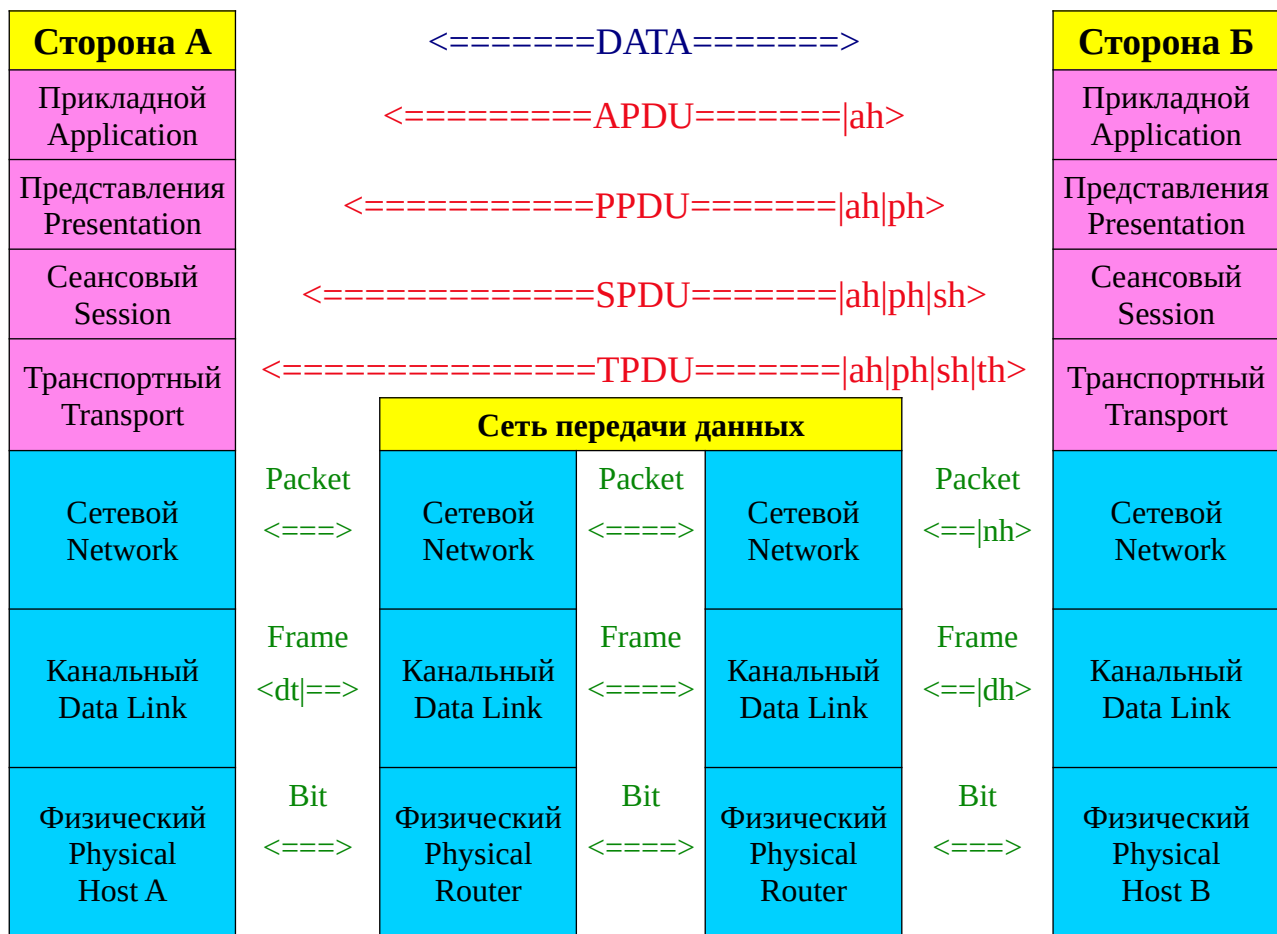 Сторона А
<=======DATA=======>
Сторона Б
Прикладной
Application
<=========APDU=======|ah>
Прикладной
Application
Представления
Presentation
<===========PPDU=======|ah|ph>
Представления
Presentation
Сеансовый
Session
<=============SPDU=======|ah|ph|sh>
Сеансовый
Session
Транспортный
Transport
<===============TPDU=======|ah|ph|sh|th>
Транспортный
Transport
Сеть передачи данных
Сетевой
Network
Packet
<===>
Сетевой
Network
Packet
<====>
Сетевой
Network
Packet
<==|nh>
Сетевой
Network
Канальный
Data Link
Frame
<dt|==>
Канальный
Data Link
Frame
<====>
Канальный
Data Link
Frame
<==|dh>
Канальный
Data Link
Физический
Physical
Host A
Bit
<===>
Физический
Physical
Router
Bit
<====>
Физический
Physical
Router
Bit
<===>
Физический
Physical
Host B